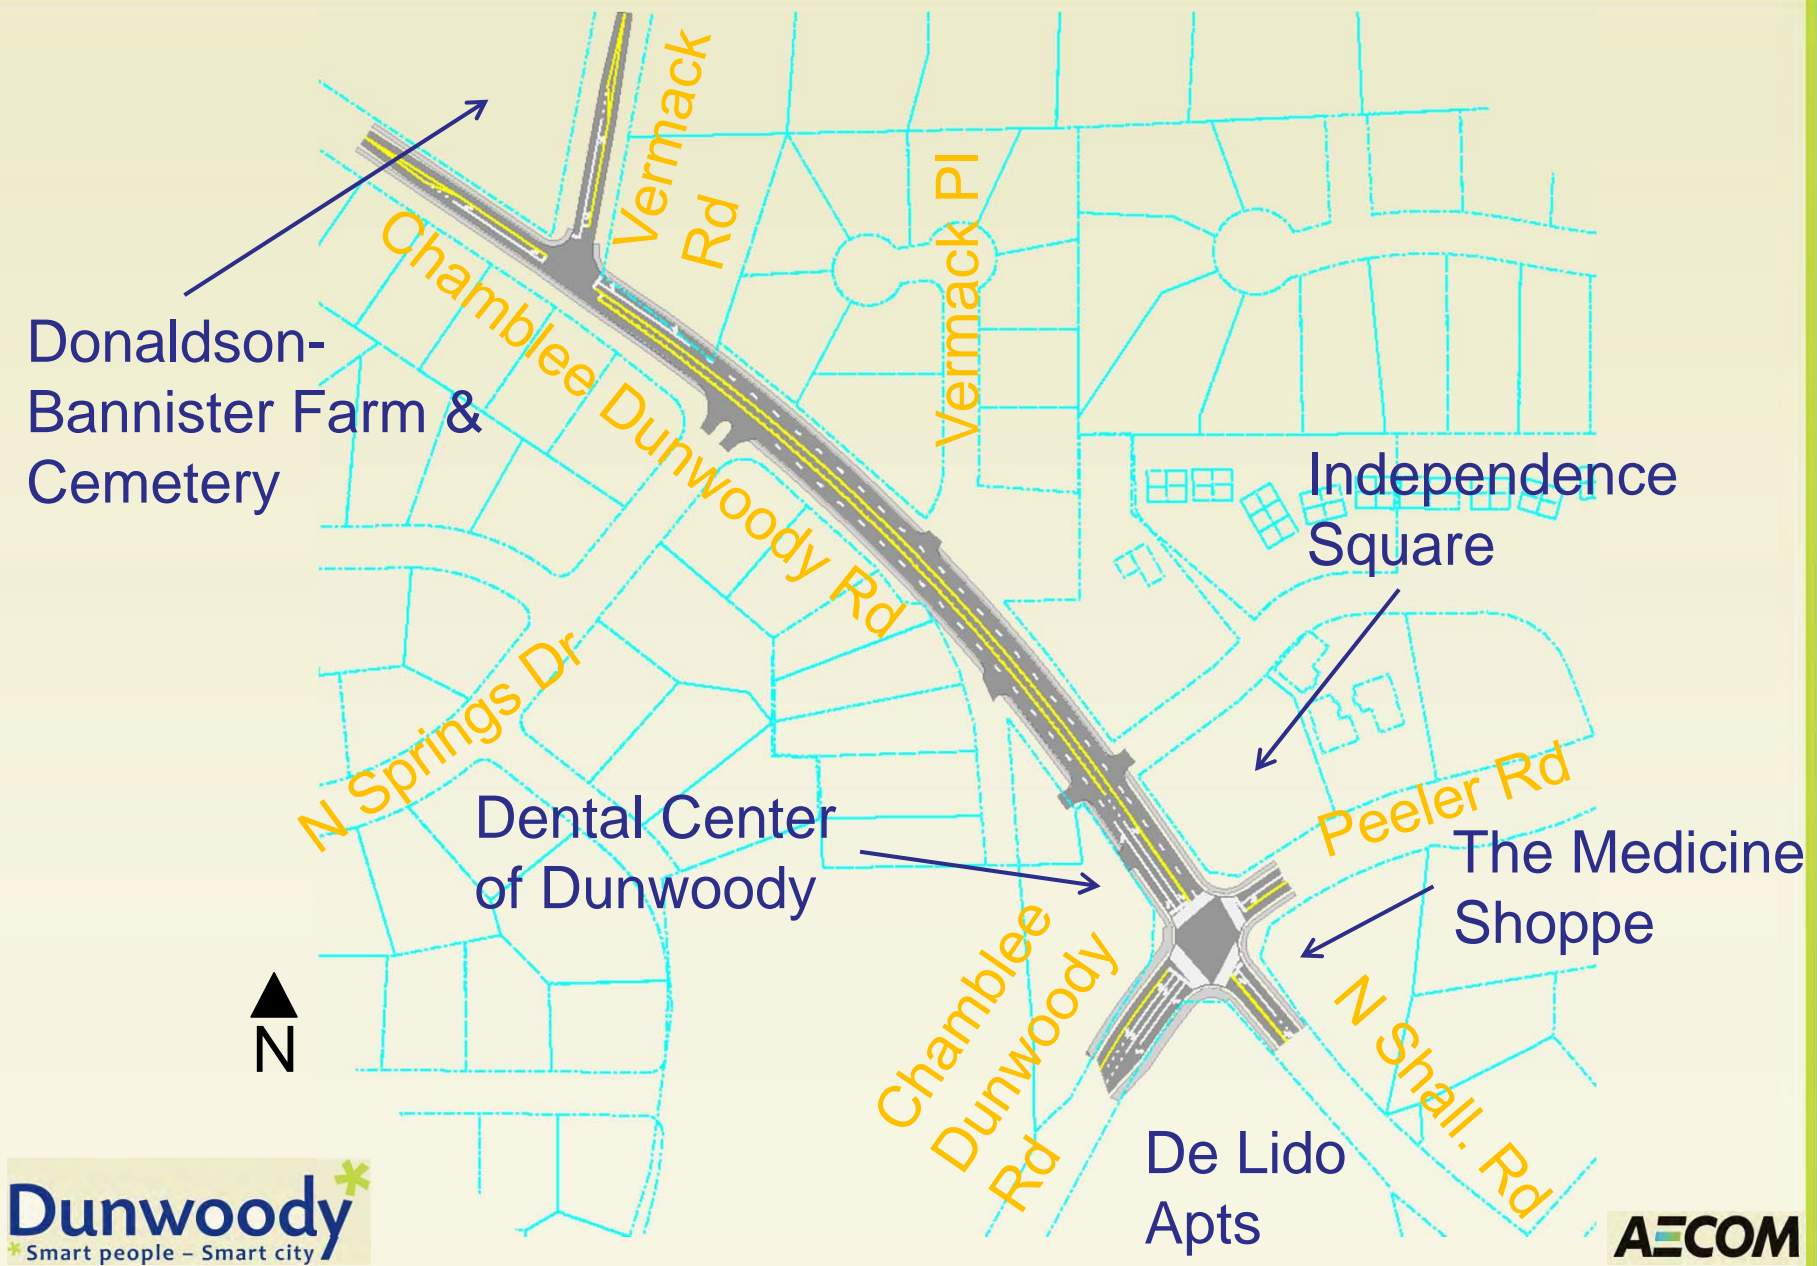 Vermack
Rd
Vermack Pl
Chamblee Dunwoody Rd
Donaldson-
Bannister Farm &
Cemetery
Independence
Square
N Springs Dr
Dental Center
of Dunwoody
Peeler Rd
The Medicine
Shoppe
Chamblee
Dunwoody
Rd
N Shall. Rd
N
De Lido
Apts
Dunwoody*
*Smart people – Smart city
AECOM